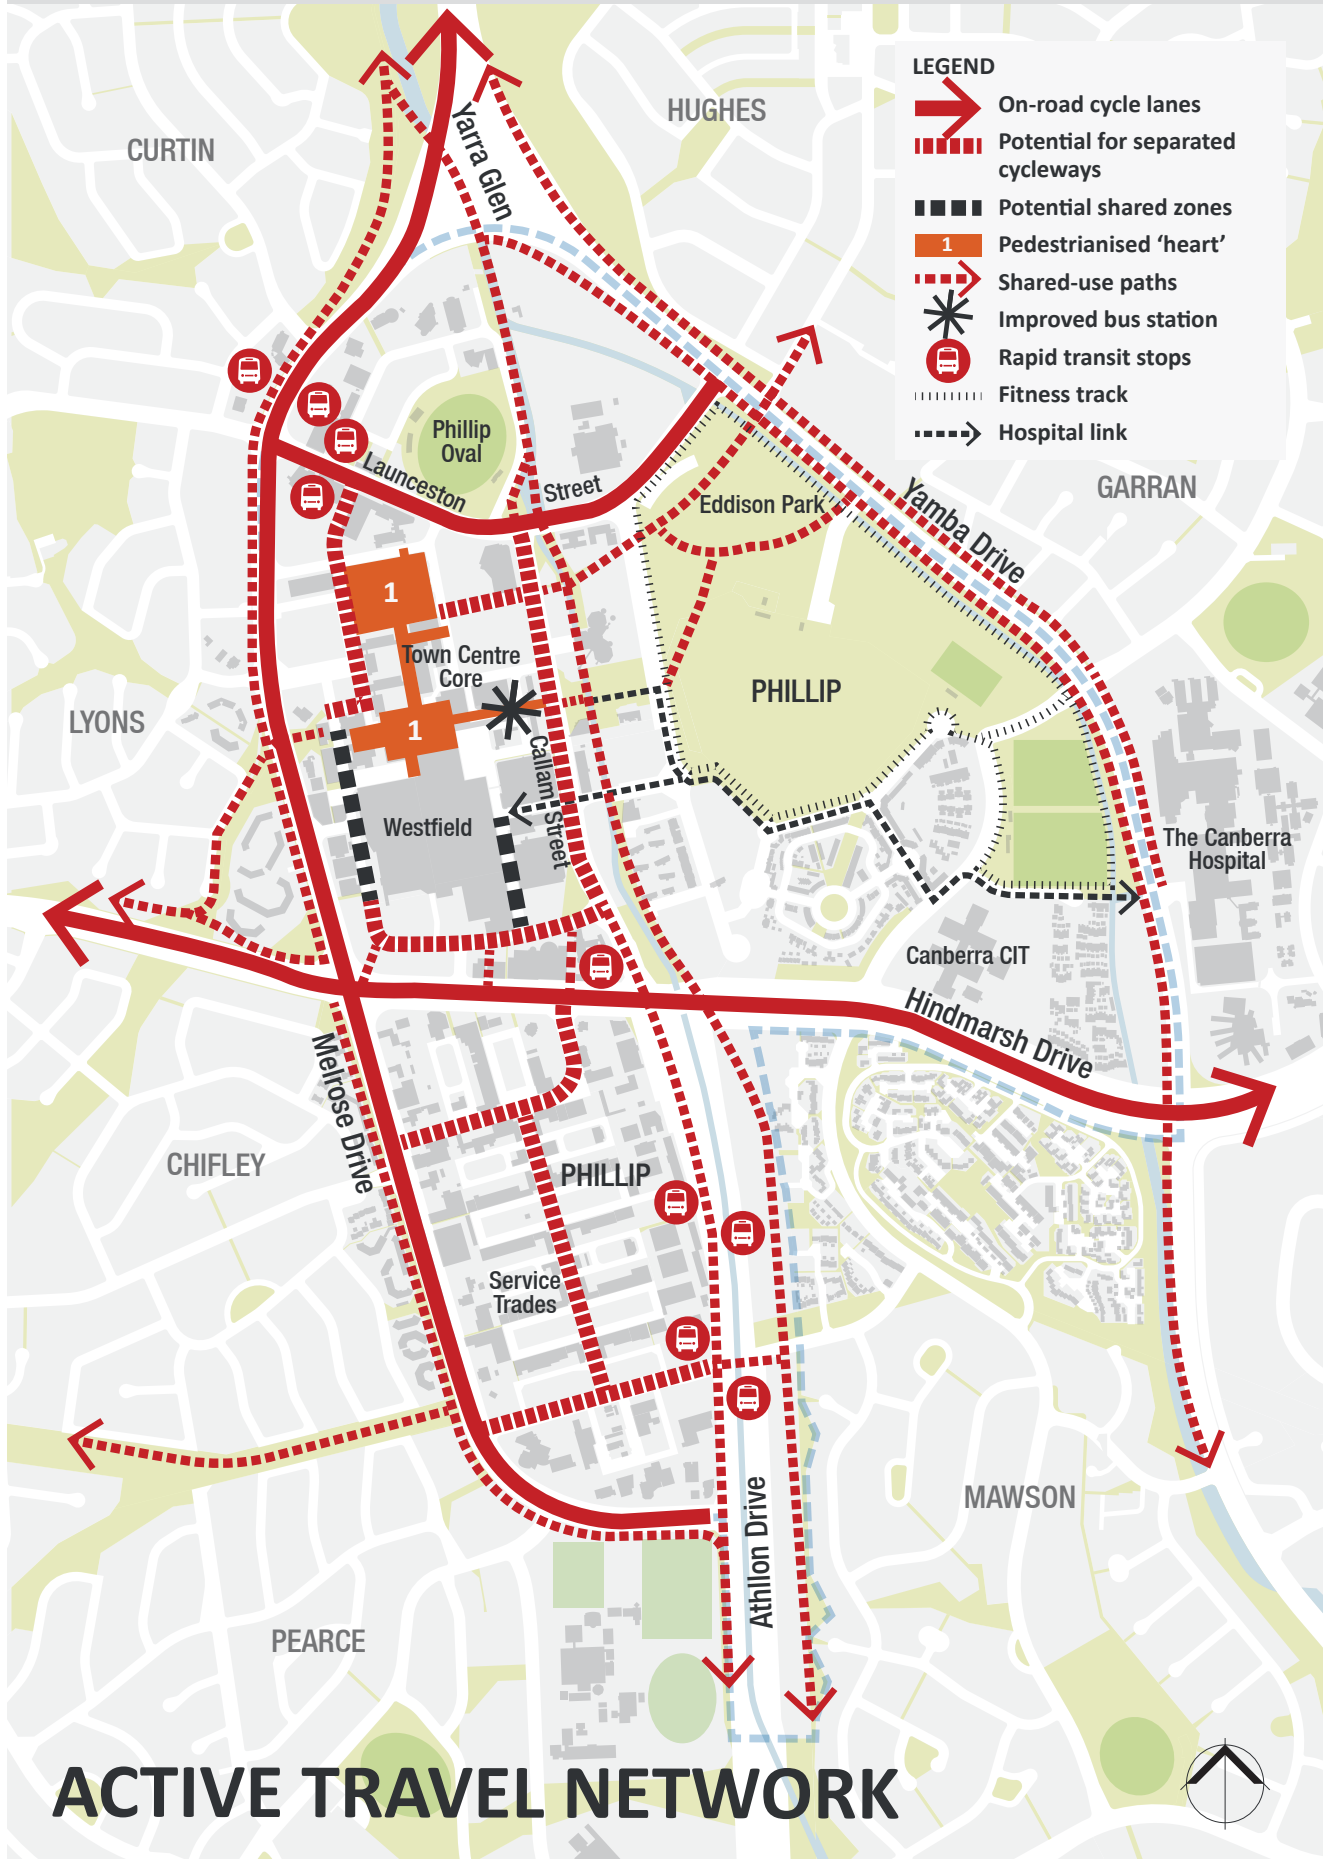 LEGEND
On-road cycle lanes
Potential for separated
cycleways
Potential shared zones
1
Pedestrianised ‘heart’
Shared-use paths
Improved bus station
Rapid transit stops
Fitness track
Hospital link
HUGHES
CURTIN
Yarra Glen
Phillip
Oval
Launceston
Street
Eddison Park
Yamba Drive
GARRAN
1
Town Centre
Core
PHILLIP
LYONS
1
Callam Street
Westfield
The Canberra
Hospital
Canberra CIT
Hindmarsh Drive
Melrose Drive
CHIFLEY
PHILLIP
Service
Trades
MAWSON
Athllon Drive
PEARCE
ACTIVE TRAVEL NETWORK